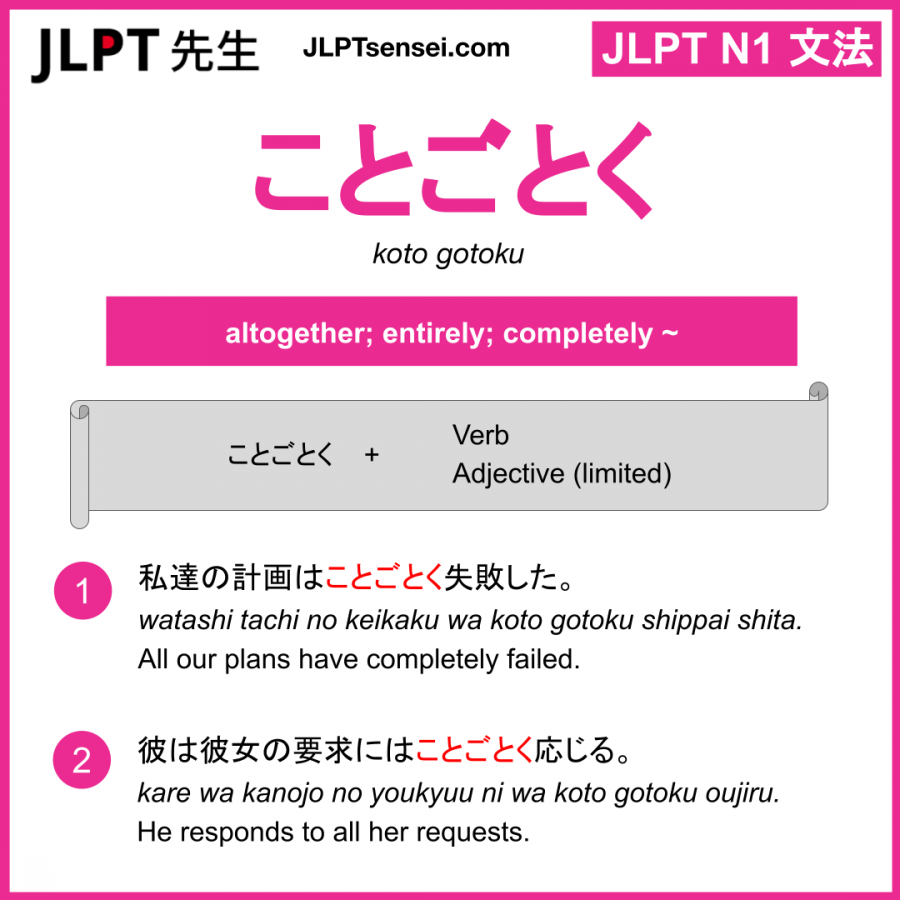 JLPT 先生
JLPTsensei.com
JLPT N1 文法
ことごとく
koto gotoku
altogether; entirely; completely ~
ことごとく + Verb
Adjective (limited)
1 私達の計画はことごとく失敗した。
watashi tachi no keikaku wa koto gotoku shippai shita.
All our plans have completely failed.
2 彼は彼女の要求にはことごとく応じる。
kare wa kanojo no youkyuu ni wa koto gotoku oujiru.
He responds to all her requests.